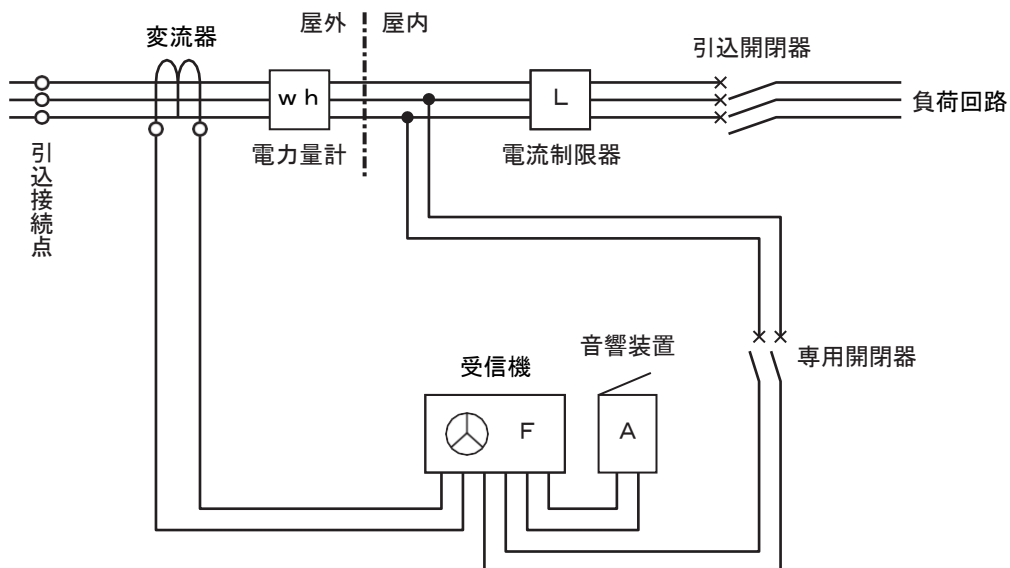 屋外
屋内
変流器
引込開閉器
ｗｈ
Ｌ
負荷回路
引込接続点
電力量計
電流制限器
音響装置
専用開閉器
受信機
Ｆ
Ａ